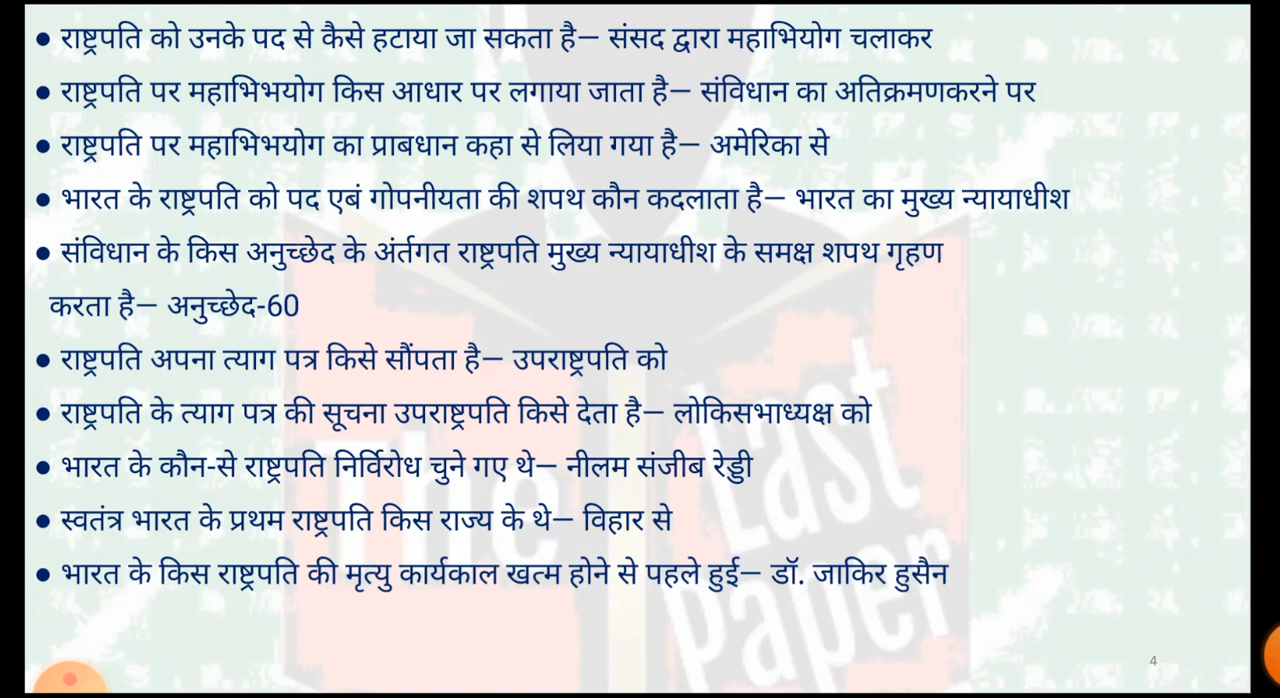 ● राष्ट्रपति को उनके पद से कैसे हटाया जा सकता है— संसद द्वारा महाभियोग चलाकर
● राष्ट्रपति पर महाभिभयोग किस आधार पर लगाया जाता है— संविधान का अतिक्रमणकरने पर
● राष्ट्रपति पर महाभिभयोग का प्राबधान कहा से लिया गया है— अमेरिका से
● भारत के राष्ट्रपति को पद एबं गोपनीयता की शपथ कौन कदलाता है— भारत का मुख्य न्यायाधीश
● संविधान के किस अनुच्छेद के अंर्तगत राष्ट्रपति मुख्य न्यायाधीश के समक्ष शपथ गृहण
करता है— अनुच्छेद-60
● राष्ट्रपति अपना त्याग पत्र किसे सौंपता है— उपराष्ट्रपति को
● राष्ट्रपति के त्याग पत्र की सूचना उपराष्ट्रपति किसे देता है— लोकिसभाध्यक्ष को
● भारत के कौन-से राष्ट्रपति निर्विरोध चुने गए थे— नीलम संजीब रेड्डी
● स्वतंत्र भारत के प्रथम राष्ट्रपति किस राज्य के थे— विहार से
● भारत के किस राष्ट्रपति की मृत्यु कार्यकाल खत्म होने से पहले हुई— डॉ. जाकिर हुसैन
The Last Paper
4